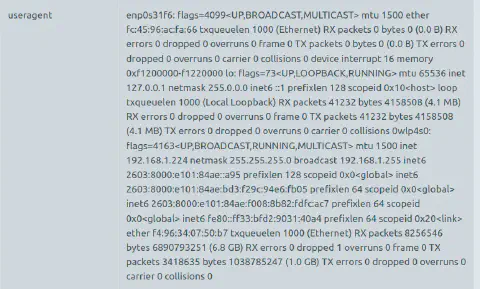 useragent
enp0s31f6: flags=4099<UP,BROADCAST,MULTICAST> mtu 1500 ether
fc:45:96:ac:fa:66 txqueuelen 1000 (Ethernet) RX packets 0 bytes 0 (0.0 B) RX
errors 0 dropped 0 overruns 0 frame 0 TX packets 0 bytes 0 (0.0 B) TX errors 0
dropped 0 overruns 0 carrier 0 collisions 0 device interrupt 16 memory
0xf1200000-f1220000 lo: flags=73<UP,LOOPBACK,RUNNING> mtu 65536 inet
127.0.0.1 netmask 255.0.0.0 inet6 ::1 prefixlen 128 scopeid 0x10<host> loop
txqueuelen 1000 (Local Loopback) RX packets 41232 bytes 4158508 (4.1 MB)
RX errors 0 dropped 0 overruns 0 frame 0 TX packets 41232 bytes 4158508
(4.1 MB) TX errors 0 dropped 0 overruns 0 carrier 0 collisions 0wlp4s0:
flags=4163<UP,BROADCAST,RUNNING,MULTICAST> mtu 1500 inet
192.168.1.224 netmask 255.255.255.0 broadcast 192.168.1.255 inet6
2603:8000:e101:84ae::a95 prefixlen 128 scopeid 0x0<global> inet6
2603:8000:e101:84ae:bd3:f29c:94e6:fb05 prefixlen 64 scopeid 0x0<global>
inet6 2603:8000:e101:84ae:f008:8b82:fdfc:ac7 prefixlen 64 scopeid
0x0<global> inet6 fe80::ff33:bfd2:9031:40a4 prefixlen 64 scopeid 0x20<link>
ether f4:96:34:07:50:b7 txqueuelen 1000 (Ethernet) RX packets 8256546
bytes 6890793251 (6.8 GB) RX errors 0 dropped 1 overruns 0 frame 0 TX
packets 3418635 bytes 1038785247 (1.0 GB) TX errors 0 dropped 0 overruns 0
carrier 0 collisions 0